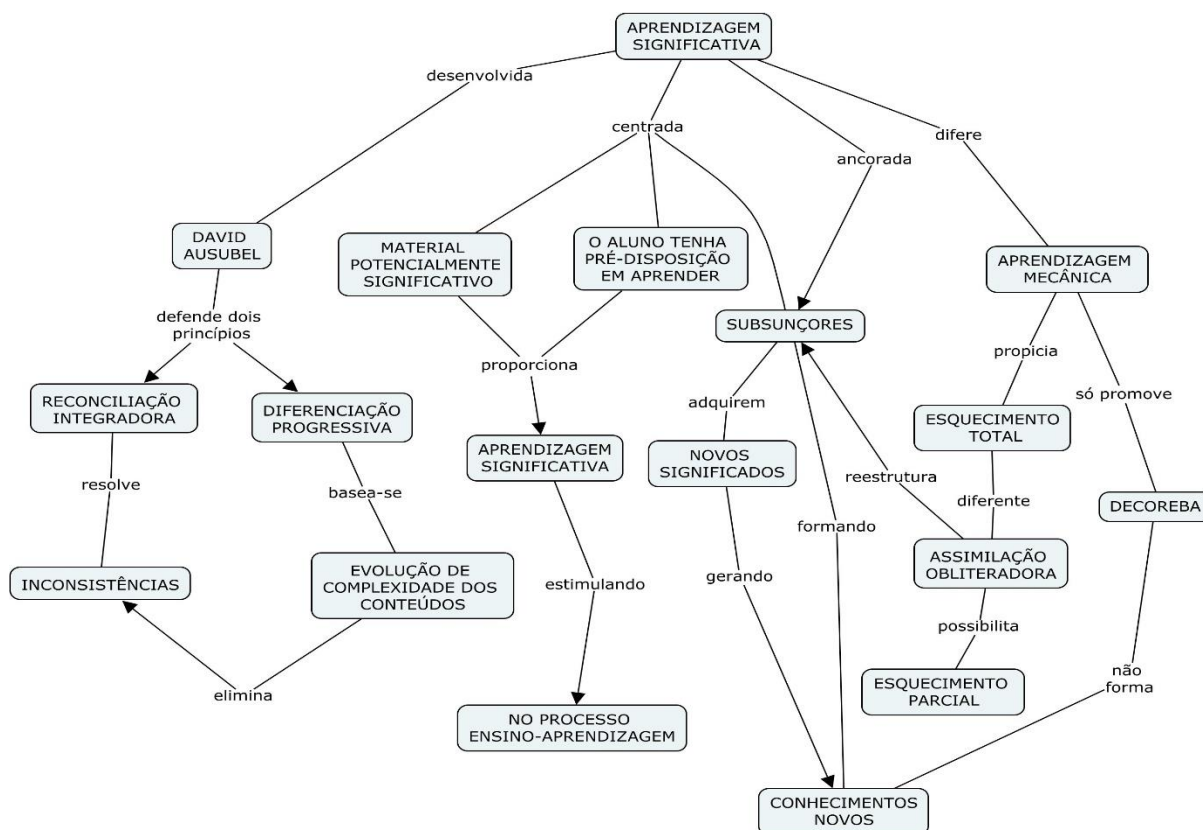 APRENDIZAGEM
SIGNIFICATIVA
desenvolvida
centrada
ancorada
difere
DAVID
AUSUBEL
MATERIAL
POTENCIALMENTE
SIGNIFICATIVO
O ALUNO TENHA
PRÉ-DISPOSIÇÃO
EM APRENDER
APRENDIZAGEM
MECÂNICA
defende dois
princípios
SUBSUNÇORES
proporciona
propicia
RECONCILIAÇÃO
INTEGRADORA
DIFERENCIAÇÃO
PROGRESSIVA
adquirem
só promove
ESQUECIMENTO
TOTAL
APRENDIZAGEM
SIGNIFICATIVA
NOVOS
SIGNIFICADOS
resolve
basea-se
reestrutura
diferente
DECOREBA
formando
INCONSISTÊNCIAS
EVOLUÇÃO DE
COMPLEXIDADE DOS
CONTEÚDOS
estimulando
gerando
ASSIMILAÇÃO
OBLITERADORA
possibilita
elimina
ESQUECIMENTO
PARCIAL
não
forma
NO PROCESSO
ENSINO-APRENDIZAGEM
CONHECIMENTOS
NOVOS